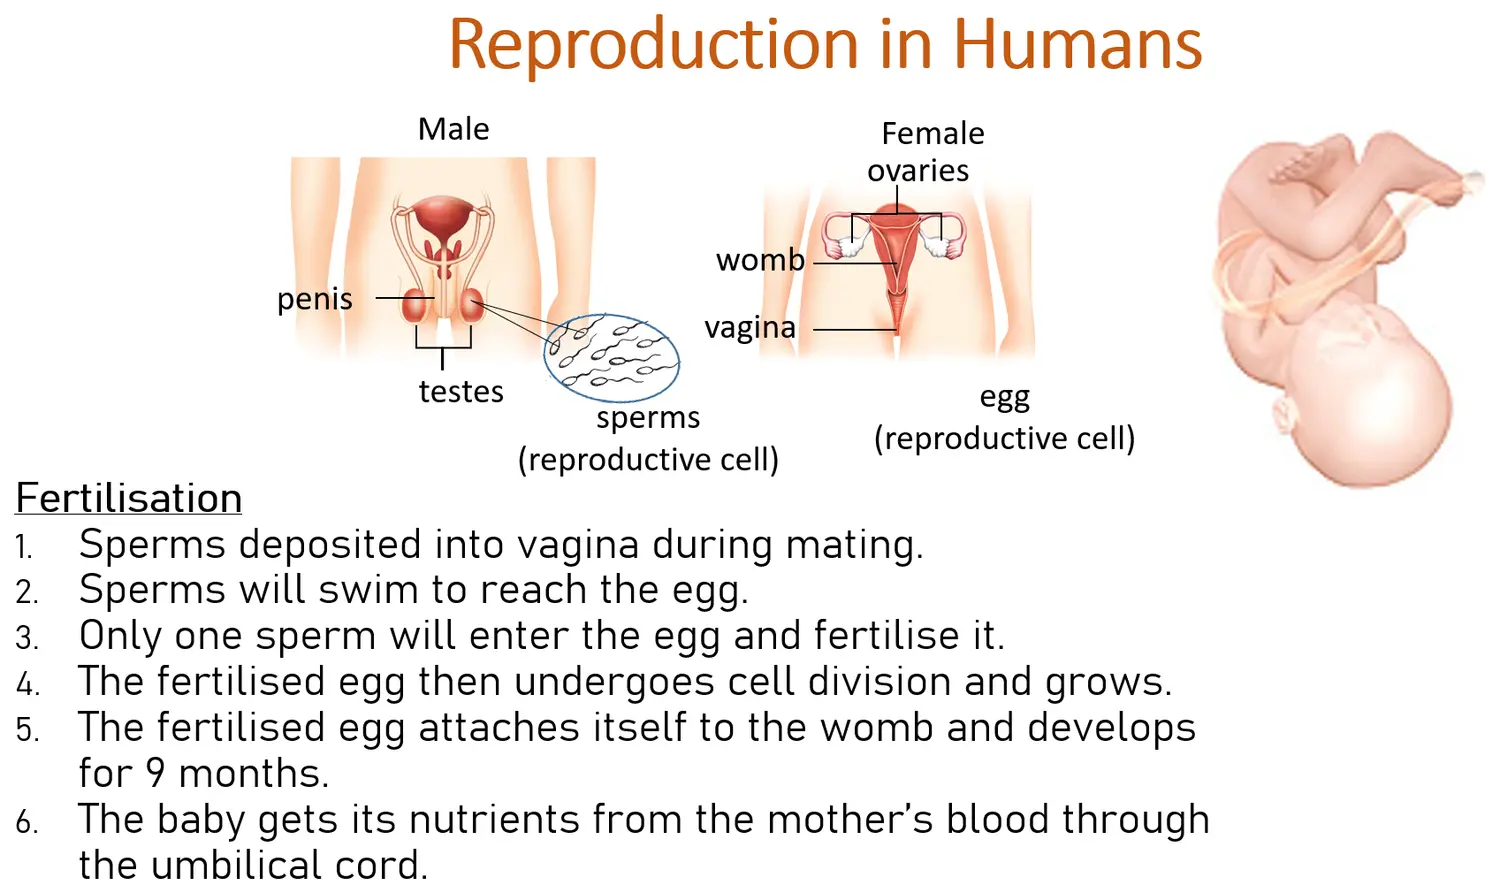 Reproduction in Humans
Male
penis
testes
sperms
(reproductive cell)
Female
ovaries
womb
vagina
egg
(reproductive cell)
Fertilisation
1. Sperms deposited into vagina during mating.
2. Sperms will swim to reach the egg.
3. Only one sperm will enter the egg and fertilise it.
4. The fertilised egg then undergoes cell division and grows.
5. The fertilised egg attaches itself to the womb and develops
for 9 months.
6. The baby gets its nutrients from the mother’s blood through
the umbilical cord.